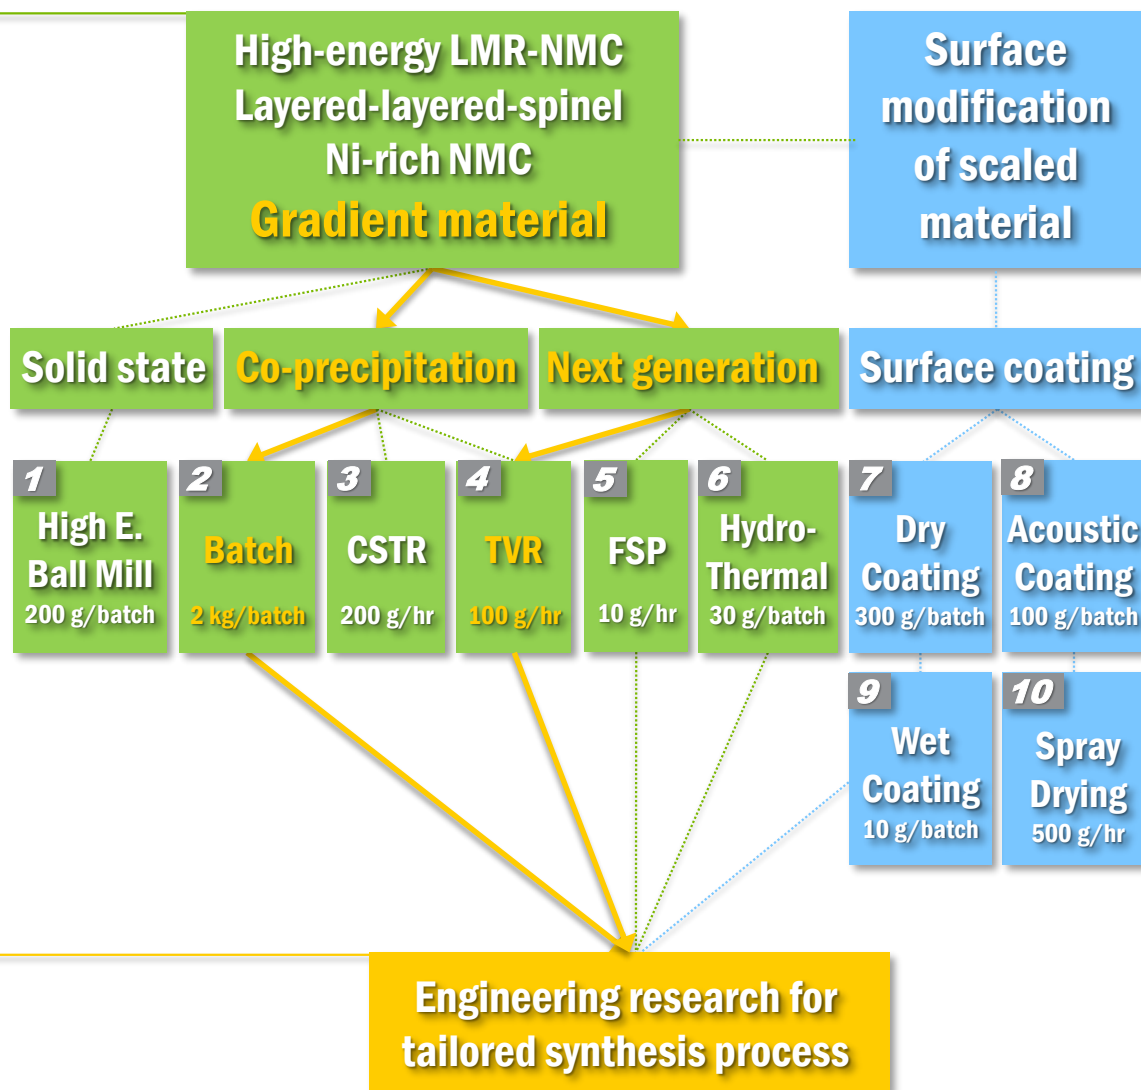 High-energy LMR-NMC
Layered-layered-spinel
Ni-rich NMC
Gradient material
Surface
modification
of scaled
material
Solid state
Co-precipitation
Next generation
Surface coating
1
High E.
Ball Mill
200 g/batch
2
Batch
2 kg/batch
3
CSTR
200 g/hr
4
TVR
100 g/hr
5
FSP
10 g/hr
6
Hydro-
Thermal
30 g/batch
7
Dry
Coating
300 g/batch
8
Acoustic
Coating
100 g/batch
9
Wet
Coating
10 g/batch
10
Spray
Drying
500 g/hr
Engineering research for
tailored synthesis process